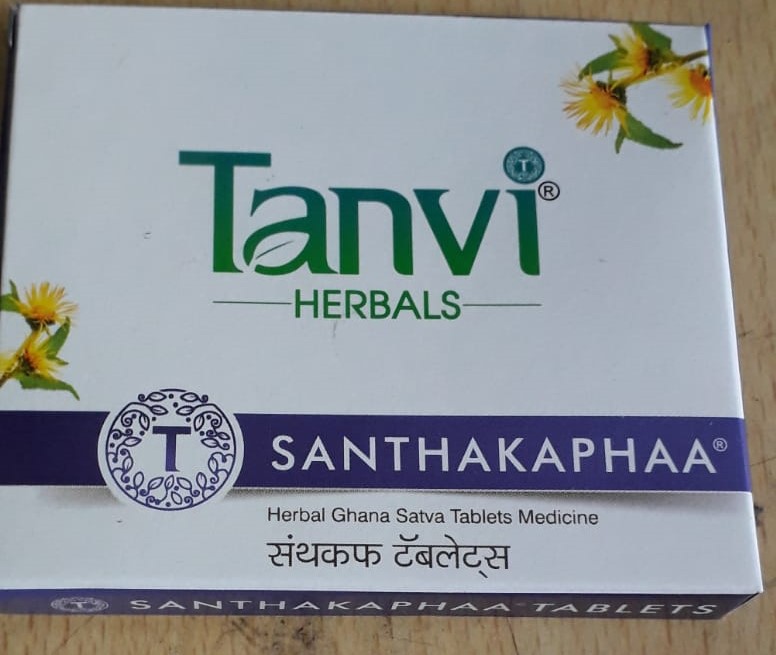 T
Tanvi®
HERBALS
T
SANTHAKAPHAA®
Herbal Ghana Satva Tablets Medicine
संथकफ टॅबलेट्स
SANTHAKAPHAA® TABLETS